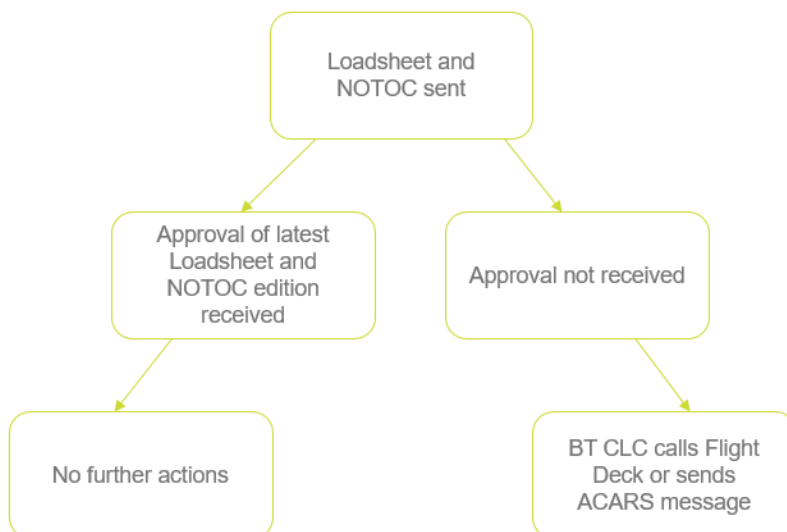 Loadsheet and
NOTOC sent
Approval of latest
Loadsheet and
NOTOC edition
received
Approval not received
No further actions
BT CLC calls Flight
Deck or sends
ACARS message